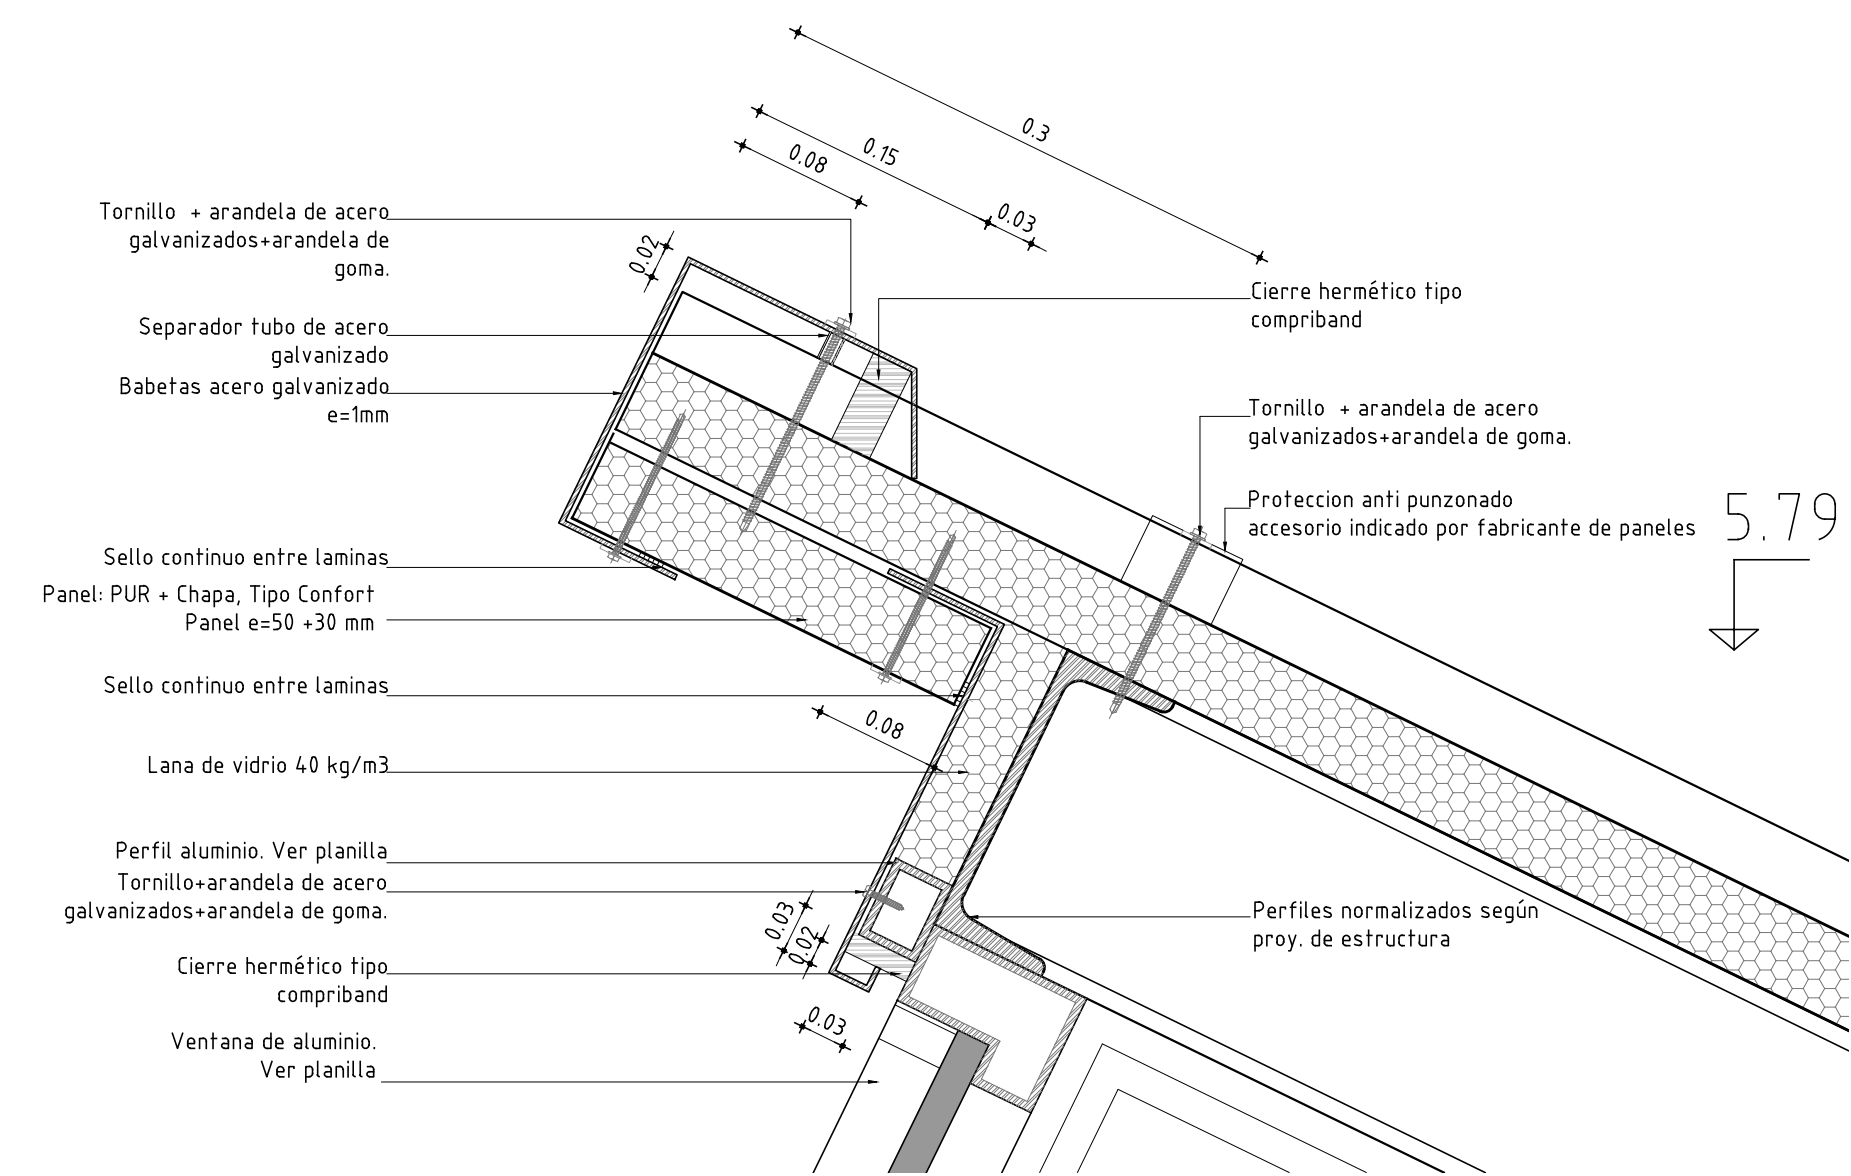 0.3
0.15
0.08
0.03
0.02
Tornillo + arandela de acero
galvanizados+arandela de
goma.
Separador tubo de acero
galvanizado
Babetas acero galvanizado
e=1mm
Cierre hermético tipo
compriband
Tornillo + arandela de acero
galvanizados+arandela de goma.
Proteccion anti punzonado
accesorio indicado por fabricante de paneles
5.79
Sello continuo entre laminas
Panel: PUR + Chapa, Tipo Confort
Panel e=50 +30 mm
Sello continuo entre laminas
0.08
Lana de vidrio 40 kg/m3
Perfil aluminio. Ver planilla
Tornillo+arandela de acero
galvanizados+arandela de goma.
0.03
0.02
Perfiles normalizados según
proy. de estructura
Cierre hermético tipo
compriband
0.03
Ventana de aluminio.
Ver planilla